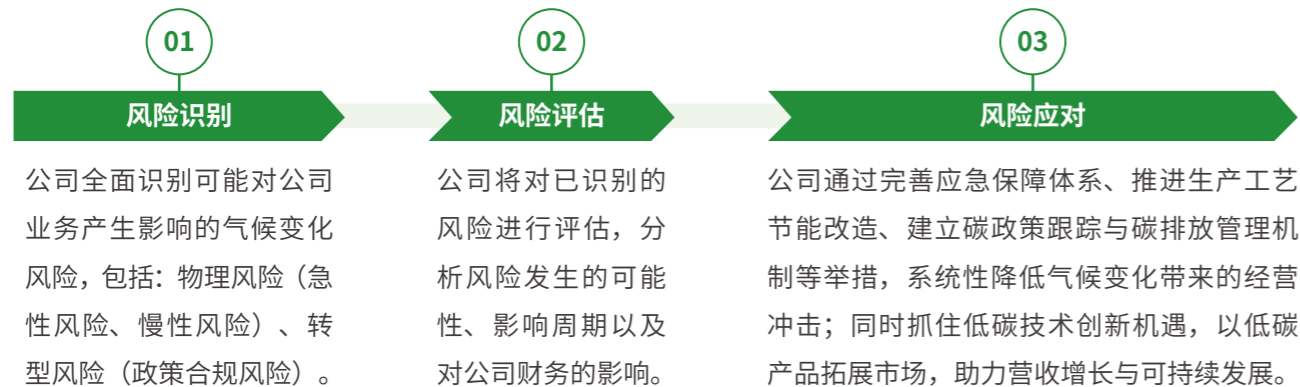 01
风险识别
公司全面识别可能对公司
业务产生影响的气候变化
风险，包括：物理风险（急
性风险、慢性风险）、转
型风险（政策合规风险）。
02
风险评估
公司将对已识别的
风险进行评估，分
析风险发生的可能
性、影响周期以及
对公司财务的影响。
03
风险应对
公司通过完善应急保障体系、推进生产工艺
节能改造、建立碳政策跟踪与碳排放管理机
制等举措，系统性降低气候变化带来的经营
冲击；同时抓住低碳技术创新机遇，以低碳
产品拓展市场，助力营收增长与可持续发展。